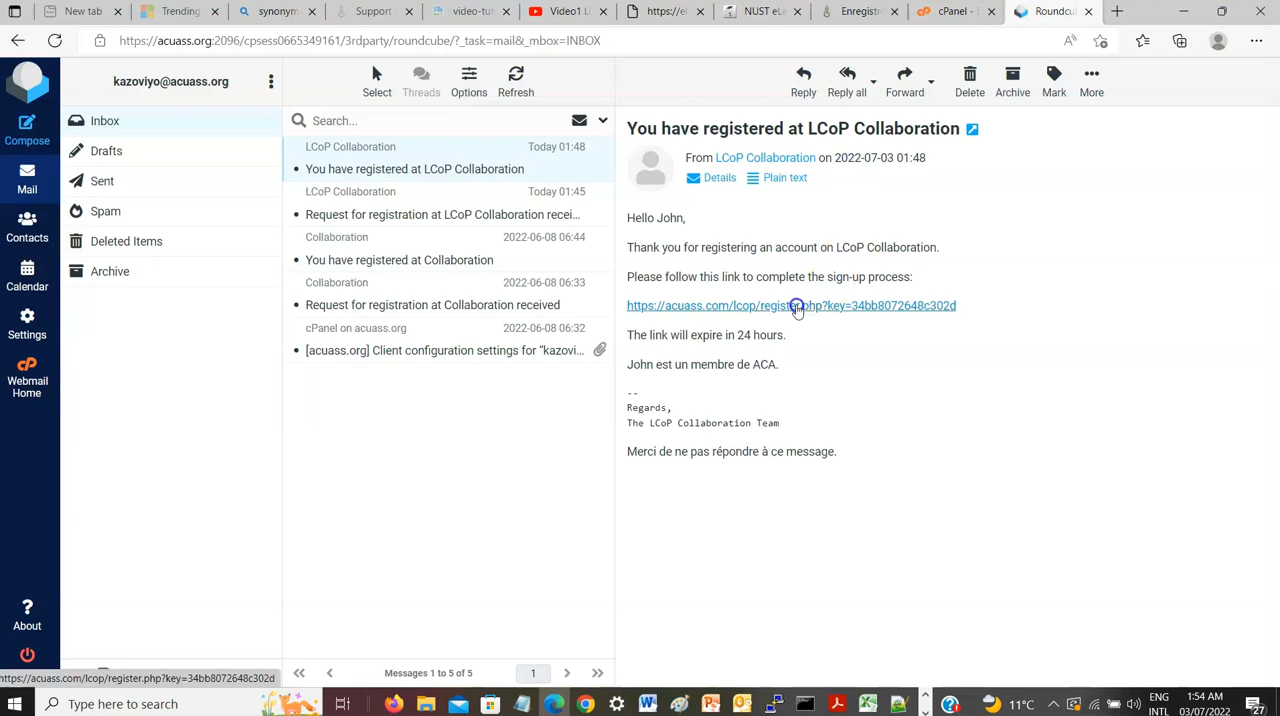 New tab
Trending
synonym
Support
video-tut
Video1 L
https://el
NUST eLe
Enregistre
cPanel -
Roundcu
https://acuass.org:2096/cpsess0665349161/3rdparty/roundcube/?_task=mail&_mbox=INBOX
kazoviyo@acuass.org
Select
Threads
Options
Refresh
Reply
Reply all
Forward
Delete
Archive
Mark
More
Compose
Mail
Contacts
Calendar
Settings
Webmail
Home
About
Inbox
Drafts
Sent
Spam
Deleted Items
Archive
Search...
LCoP Collaboration Today 01:48
• You have registered at LCoP Collaboration
LCoP Collaboration Today 01:45
• Request for registration at LCoP Collaboration recei...
Collaboration 2022-06-08 06:44
• You have registered at Collaboration
Collaboration 2022-06-08 06:33
• Request for registration at Collaboration received
cPanel on acuass.org 2022-06-08 06:32
• [acuass.org] Client configuration settings for “kazovi...
Messages 1 to 5 of 5
1
You have registered at LCoP Collaboration
From LCoP Collaboration on 2022-07-03 01:48
Details
Plain text
Hello John,
Thank you for registering an account on LCoP Collaboration.
Please follow this link to complete the sign-up process:
https://acuass.com/lcop/register.php?key=34bb8072648c302d
The link will expire in 24 hours.
John est un membre de ACA.
--
Regards,
The LCoP Collaboration Team
Merci de ne pas répondre à ce message.
https://acuass.com/lcop/register.php?key=34bb8072648c302d
Type here to search
11°C
ENG
INTL
1:54 AM
03/07/2022
27